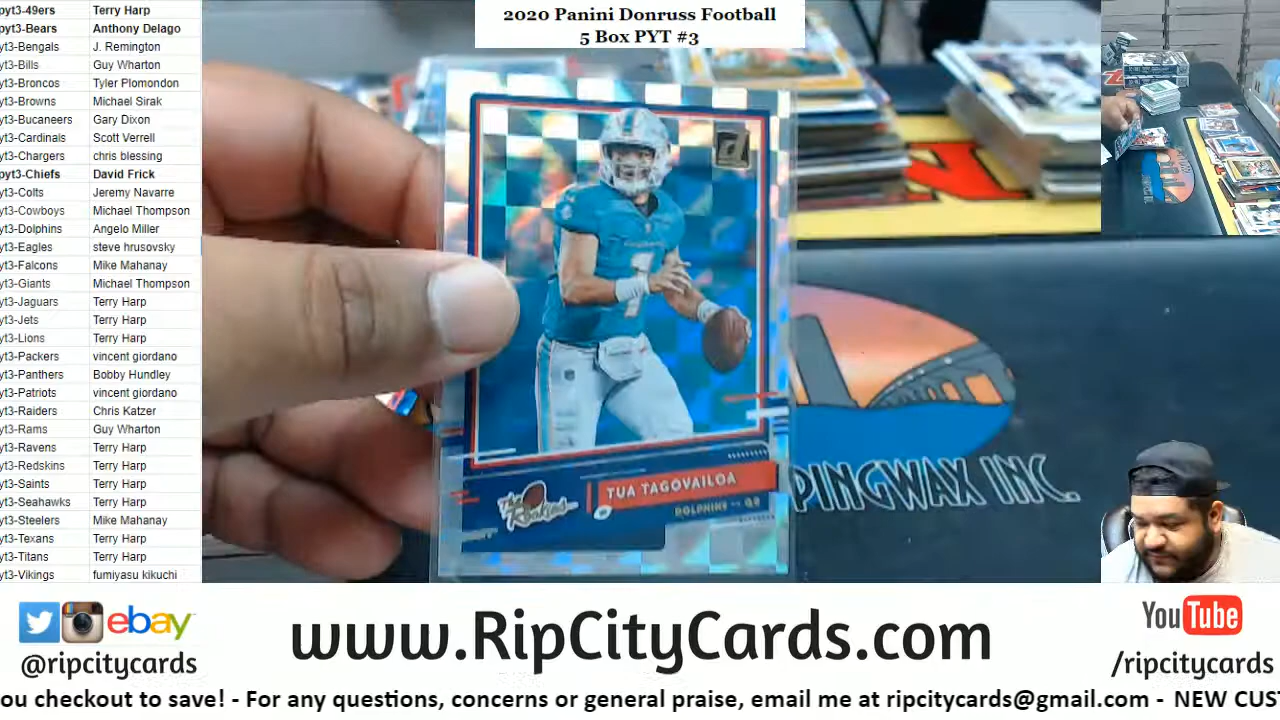 2020 Panini Donruss Football
5 Box PYT #3
pyt3-49ers Terry Harp
pyt3-Bears Anthony Delago
yt3-Bengals J. Remington
yt3-Bills Guy Wharton
yt3-Broncos Tyler Plomondon
yt3-Browns Michael Sirak
yt3-Bucaneers Gary Dixon
yt3-Cardinals Scott Verrell
yt3-Chargers chris blessing
pyt3-Chiefs David Frick
yt3-Colts Jeremy Navarre
yt3-Cowboys Michael Thompson
yt3-Dolphins Angelo Miller
yt3-Eagles steve hrusovsky
yt3-Falcons Mike Mahanay
yt3-Giants Michael Thompson
yt3-Jaguars Terry Harp
yt3-Jets Terry Harp
yt3-Lions Terry Harp
yt3-Packers vincent giordano
yt3-Panthers Bobby Hundley
yt3-Patriots vincent giordano
yt3-Raiders Chris Katzer
yt3-Rams Guy Wharton
yt3-Ravens Terry Harp
yt3-Redskins Terry Harp
yt3-Saints Terry Harp
yt3-Seahawks Terry Harp
yt3-Steelers Mike Mahanay
yt3-Texans Terry Harp
yt3-Titans Terry Harp
yt3-Vikings fumiyasu kikuchi
1
The Rookies
TUA TAGOVAILOA
DOLPHINS QB
PINGWAX INC.
ebay
@ripcitycards
www.RipCityCards.com
YouTube
/ripcitycards
ou checkout to save! - For any questions, concerns or general praise, email me at ripcitycards@gmail.com - NEW CUS